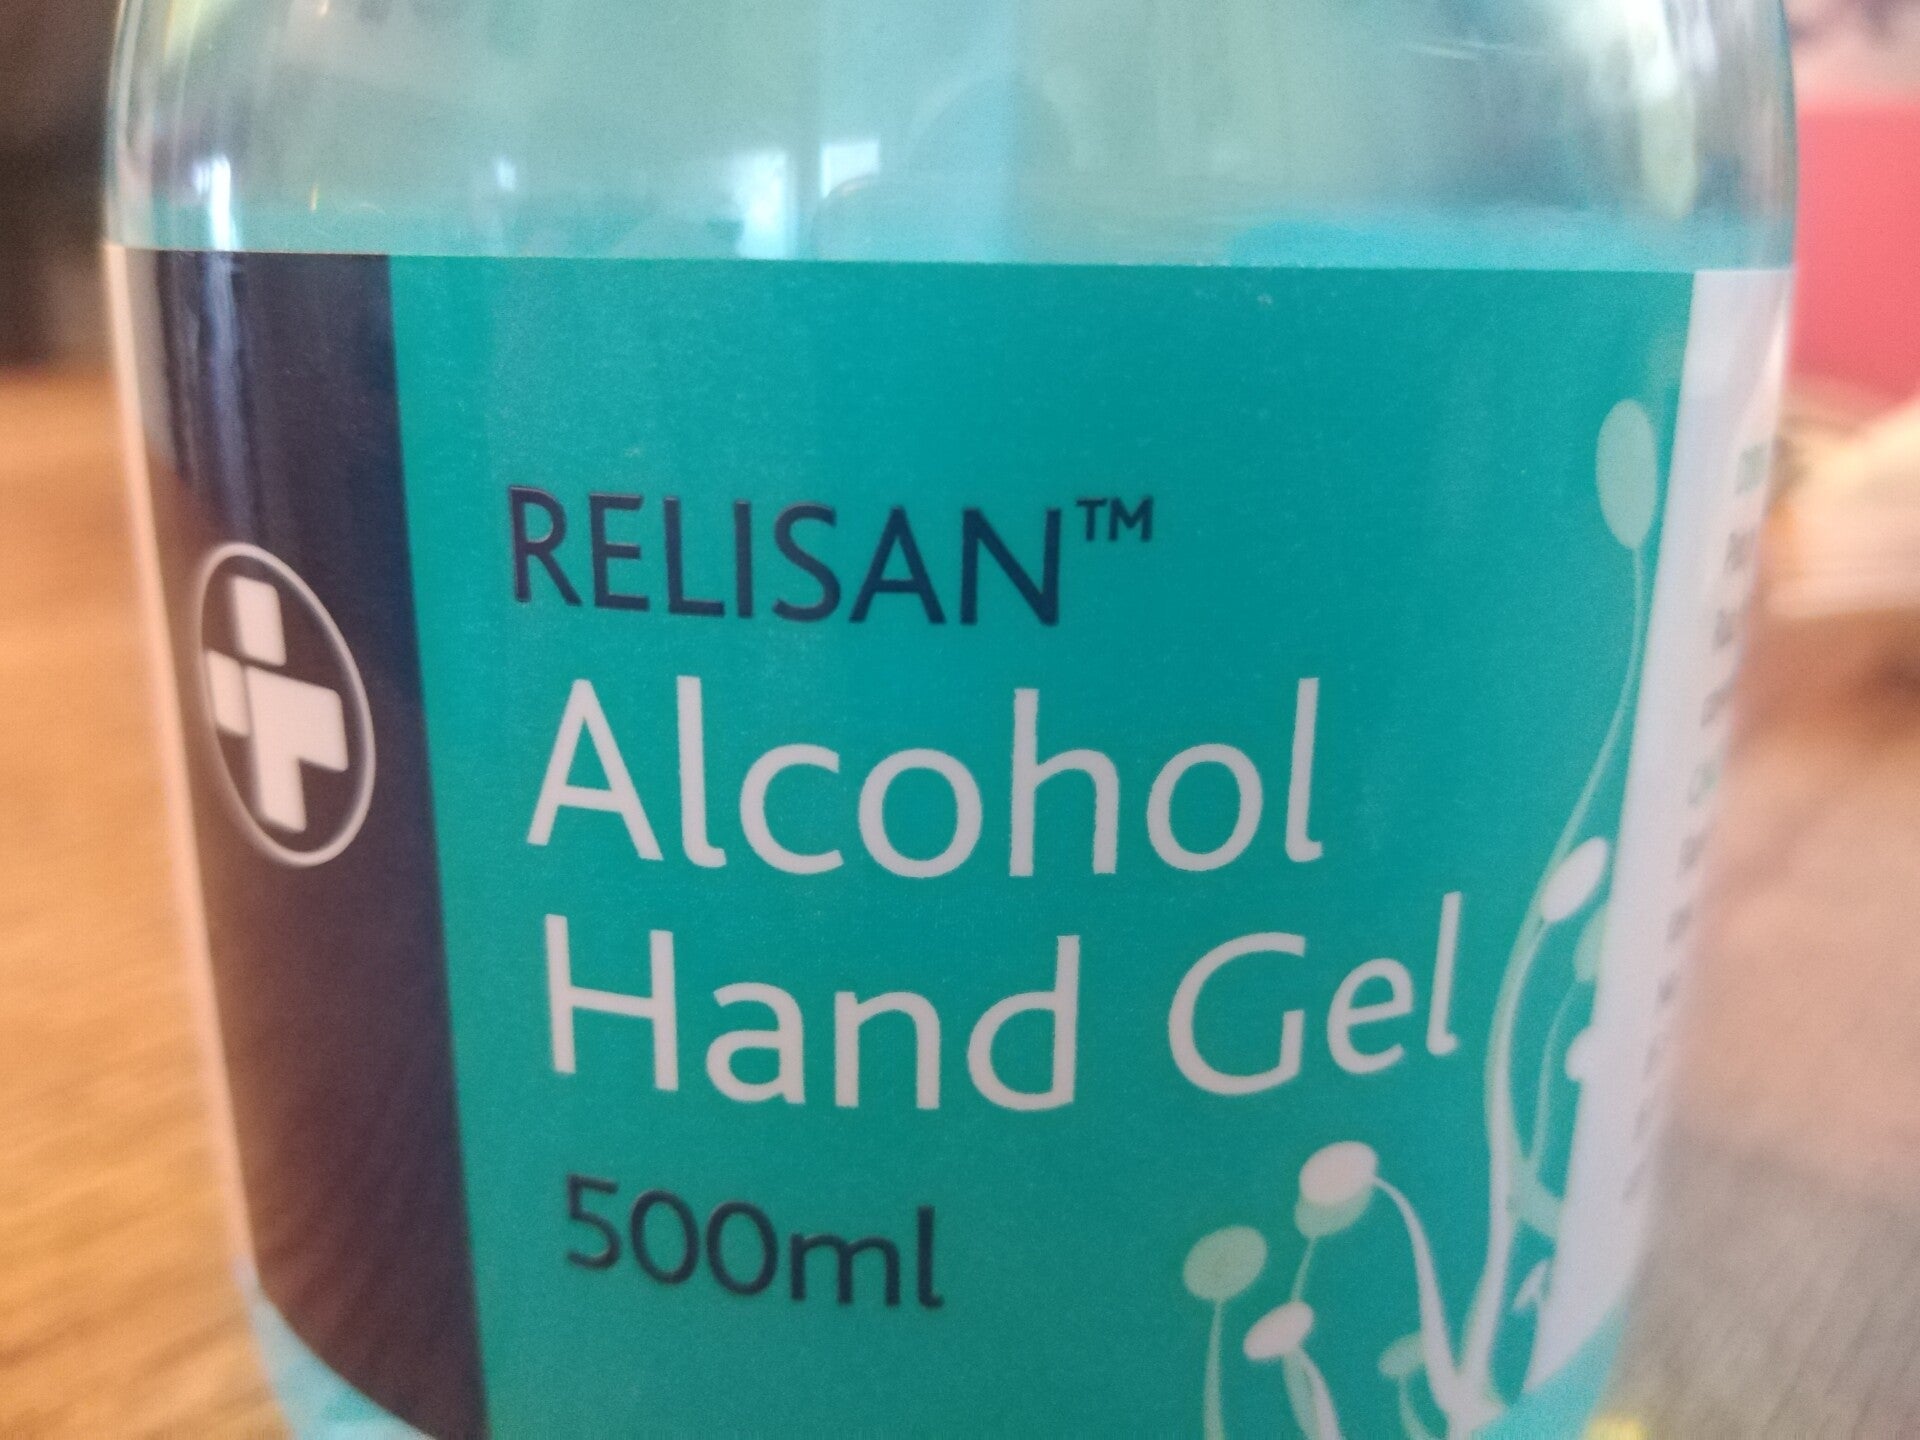 RELISAN™
Alcohol
Hand Gel
500ml